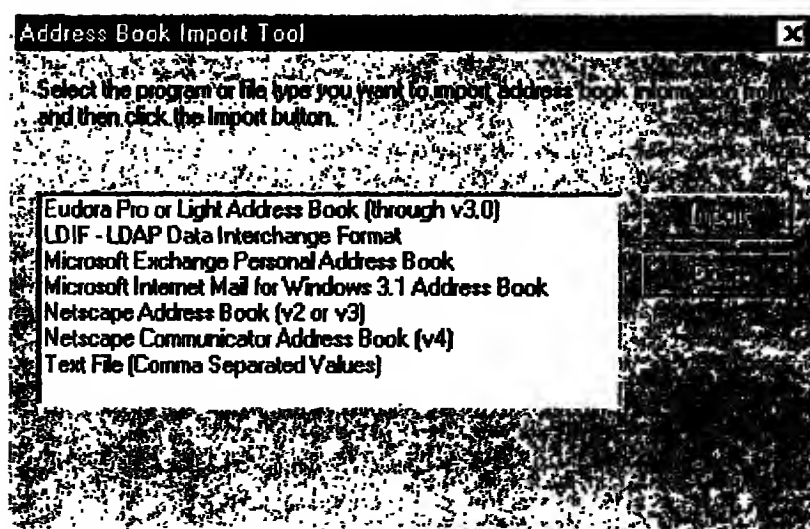 Address Book Import Tool
Select the program or file type you want to import address book information from
and then click the Import button.
Eudora Pro or Light Address Book (through v3.0)
Import
LDIF - LDAP Data Interchange Format
Microsoft Exchange Personal Address Book
Microsoft Internet Mail for Windows 3.1 Address Book
Netscape Address Book (v2 or v3)
Netscape Communicator Address Book (v4)
Text File (Comma Separated Values)